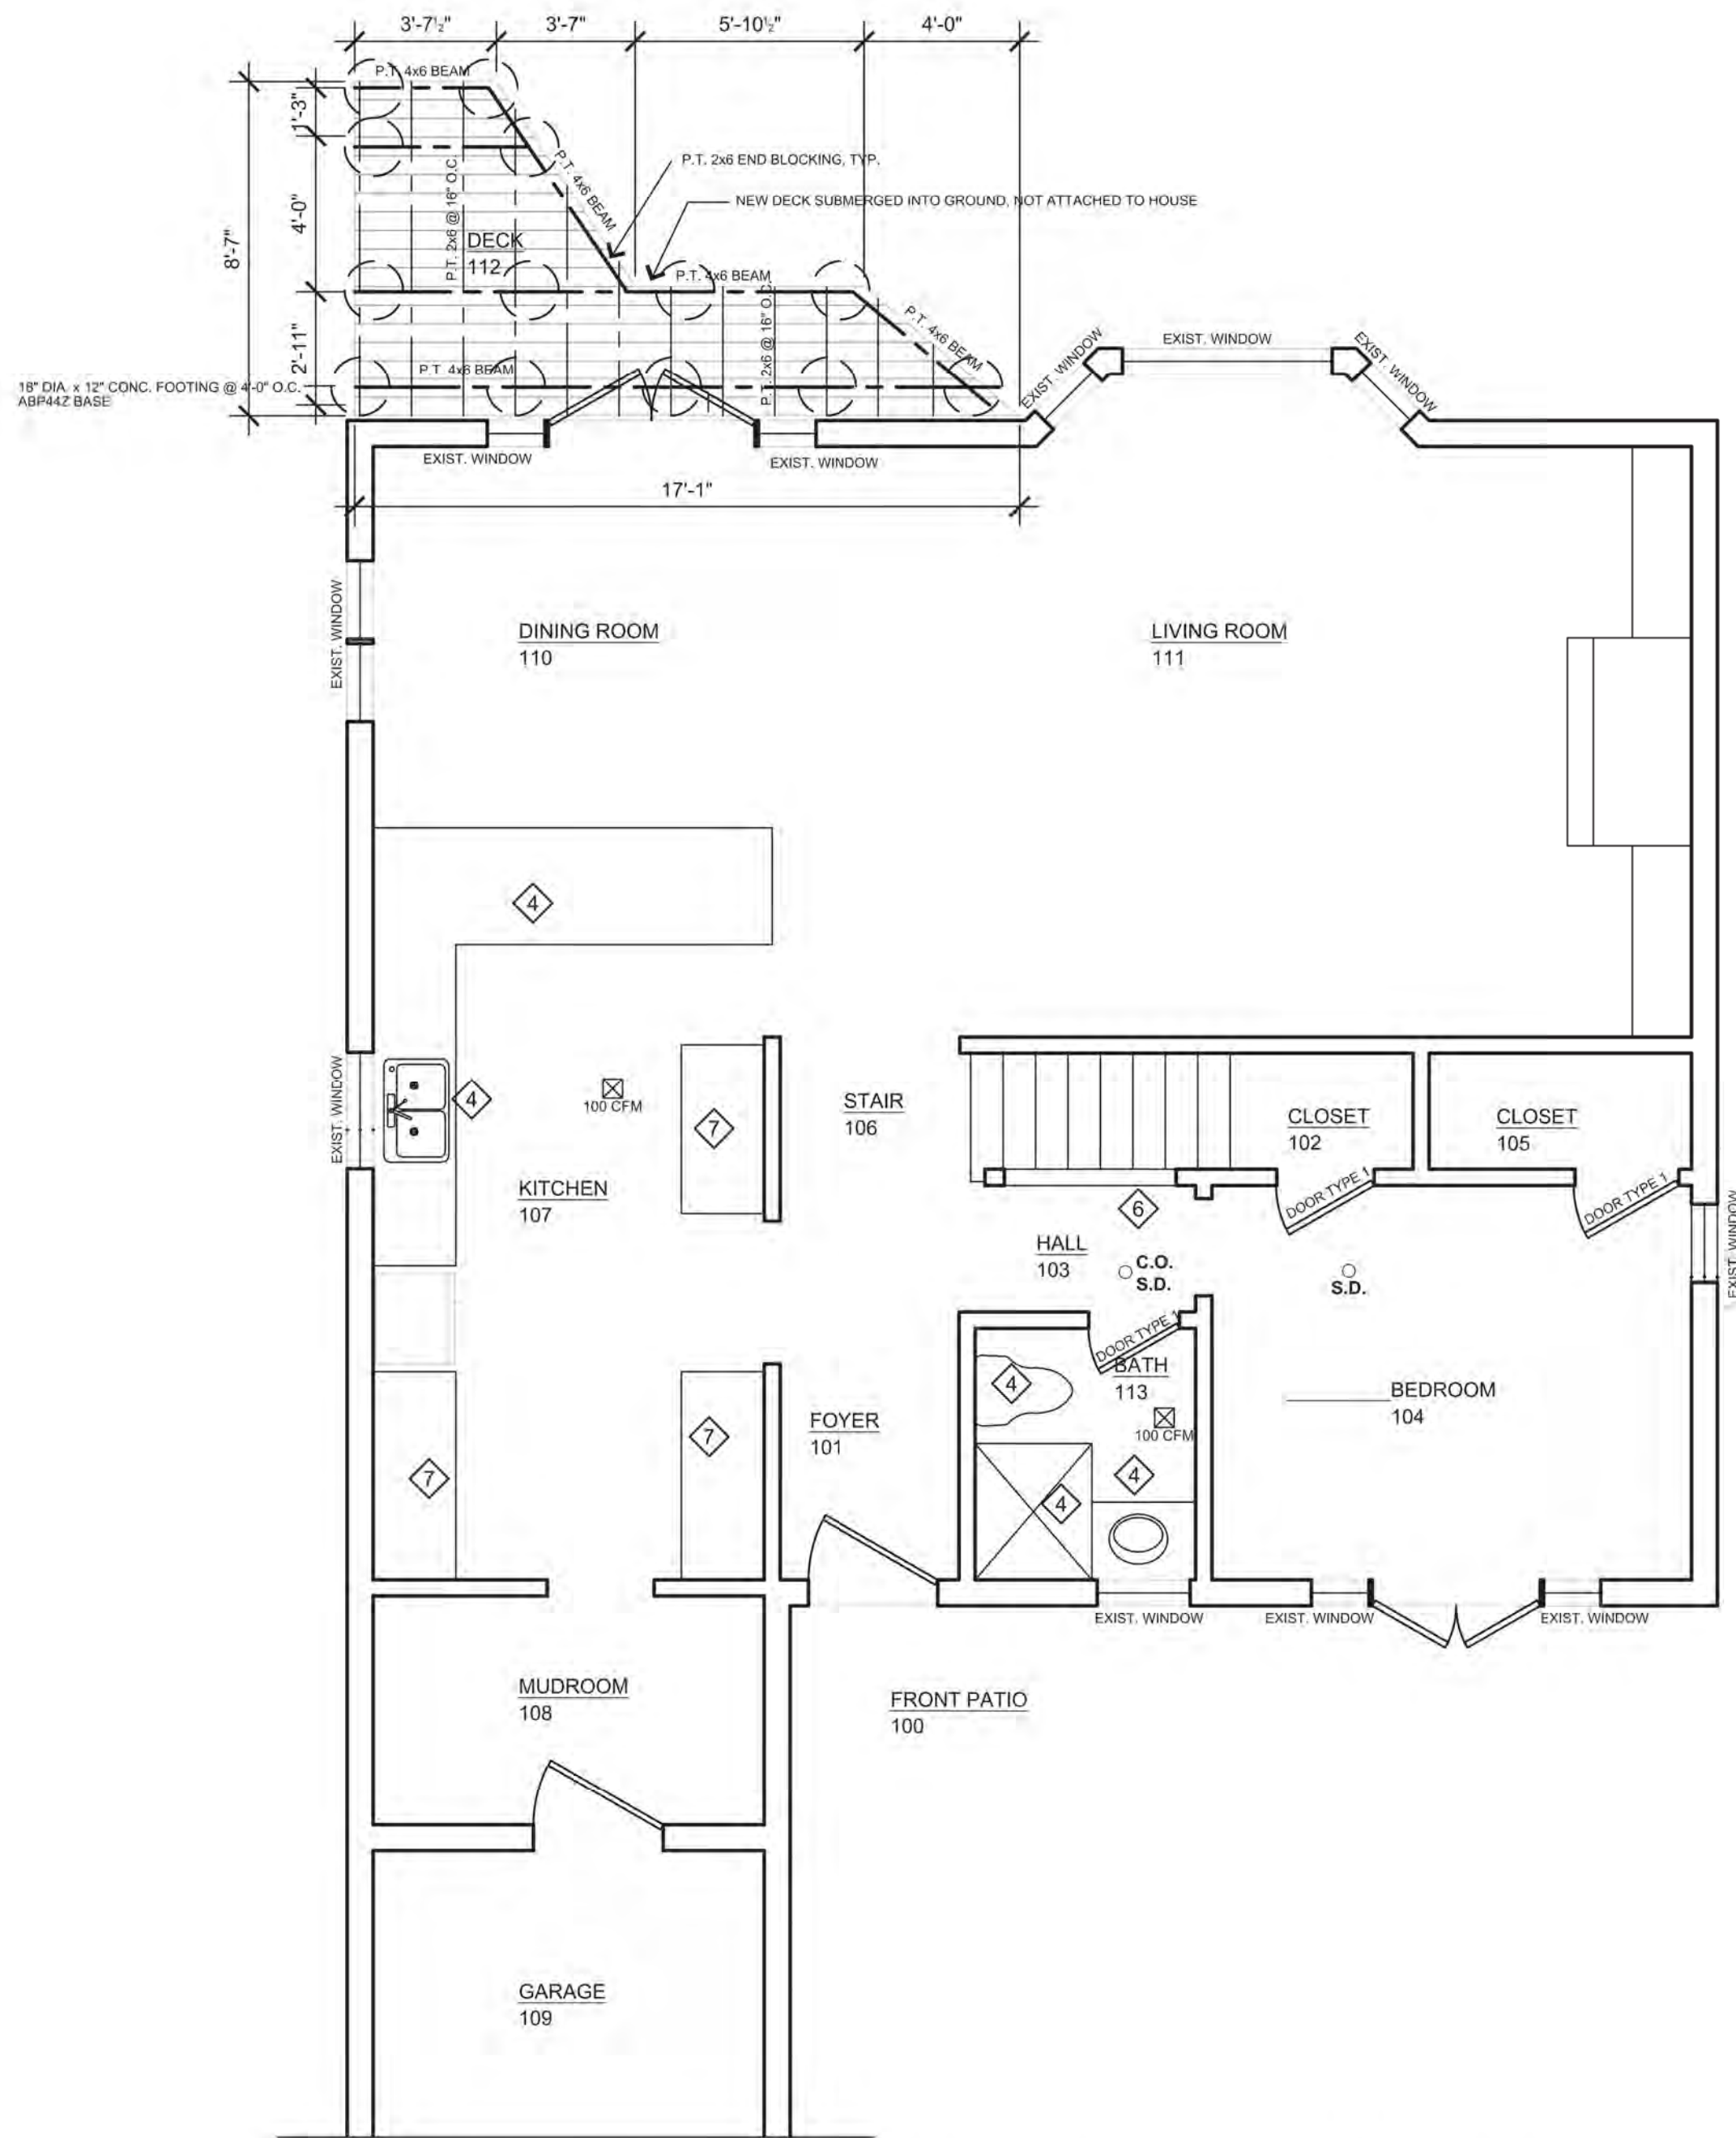 3'-7½"
3'-7"
5'-10½"
4'-0"
P.T. 4x6 BEAM
1'-3"
P.T. 2x6 END BLOCKING, TYP.
P.T. 4x6 BEAM
P.T. 2x6 @ 16" O.C.
NEW DECK SUBMERGED INTO GROUND, NOT ATTACHED TO HOUSE
4'-0"
8'-7"
DECK
112
P.T. 4x6 BEAM
P.T. 2x6 @ 16" O.C.
P.T. 4x6 BEAM
2'-11"
P.T. 4x6 BEAM
18" DIA. x 12" CONC. FOOTING @ 4'-0" O.C.
ABP44Z BASE
EXIST. WINDOW
EXIST. WINDOW
EXIST. WINDOW
EXIST. WINDOW
EXIST. WINDOW
17'-1"
EXIST. WINDOW
EXIST. WINDOW
DINING ROOM
110
LIVING ROOM
111
4
EXIST. WINDOW
4
100 CFM
7
STAIR
106
CLOSET
102
CLOSET
105
KITCHEN
107
DOOR TYPE 1
DOOR TYPE 1
6
HALL
103
C.O.
S.D.
S.D.
EXIST. WINDOW
DOOR TYPE 1
BATH
113
4
100 CFM
BEDROOM
104
FOYER
101
7
7
4
4
EXIST. WINDOW
EXIST. WINDOW
EXIST. WINDOW
MUDROOM
108
FRONT PATIO
100
GARAGE
109